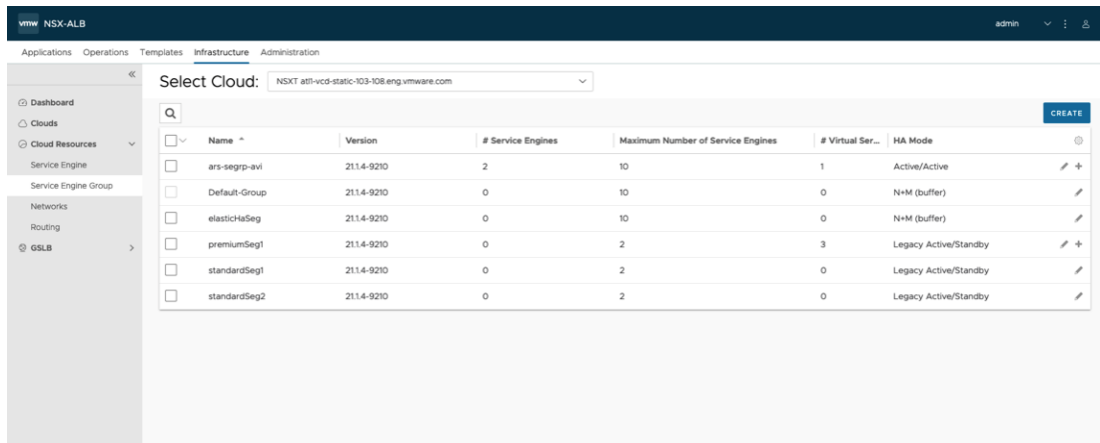 vmw NSX-ALB admin
Applications Operations Templates Infrastructure Administration
Select Cloud: NSXT atl1-vcd-static-103-108.eng.vmware.com
Dashboard
Clouds
Cloud Resources
Service Engine
Service Engine Group
Networks
Routing
GSLB
CREATE
Name Version # Service Engines Maximum Number of Service Engines # Virtual Ser... HA Mode
ars-segrp-avi 21.1.4-9210 2 10 1 Active/Active
Default-Group 21.1.4-9210 0 10 0 N+M (buffer)
elasticHaSeg 21.1.4-9210 0 10 0 N+M (buffer)
premiumSeg1 21.1.4-9210 0 2 3 Legacy Active/Standby
standardSeg1 21.1.4-9210 0 2 0 Legacy Active/Standby
standardSeg2 21.1.4-9210 0 2 0 Legacy Active/Standby